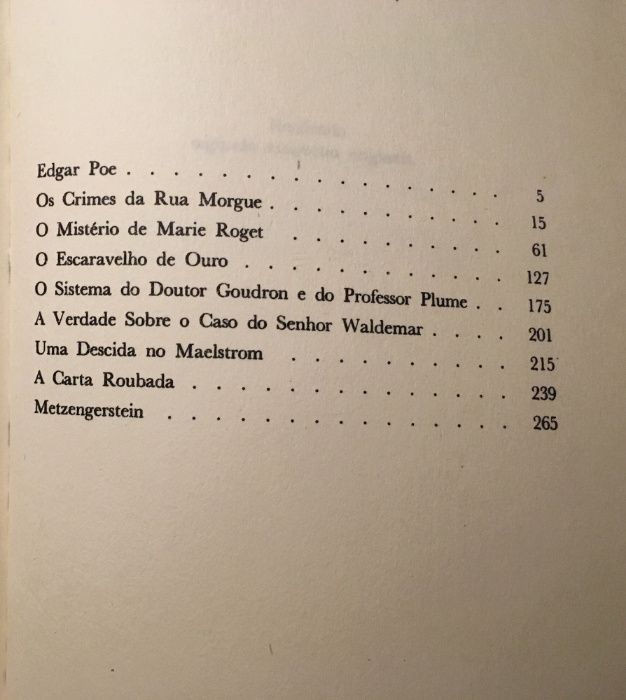 Edgar Poe . . . . . . . . . . . . . . . . 5
Os Crimes da Rua Morgue . . . . . . . . . . 15
O Mistério de Marie Roget . . . . . . . . . 61
O Escaravelho de Ouro . . . . . . . . . . . 127
O Sistema do Doutor Goudron e do Professor Plume . . 175
A Verdade Sobre o Caso do Senhor Waldemar . . . . 201
Uma Descida no Maelstrom . . . . . . . . . 215
A Carta Roubada . . . . . . . . . . . . . 239
Metzengerstein . . . . . . . . . . . . . . 265